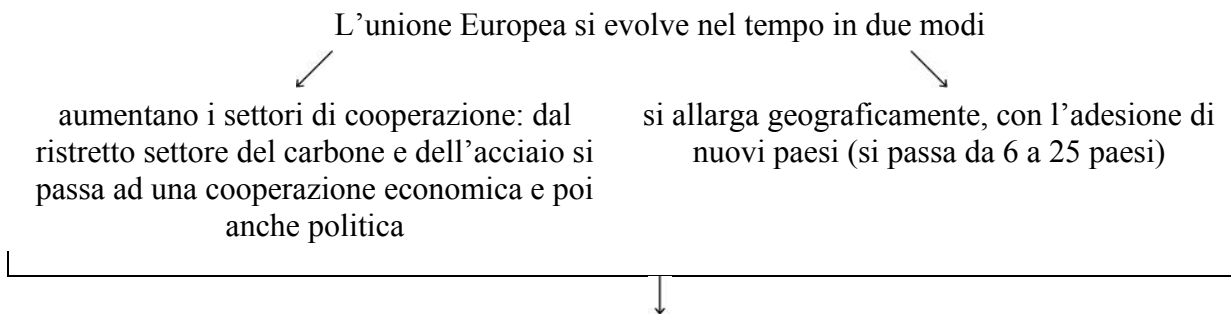 L’unione Europea si evolve nel tempo in due modi
aumentano i settori di cooperazione: dal
ristretto settore del carbone e dell’acciaio si
passa ad una cooperazione economica e poi
anche politica
si allarga geograficamente, con l’adesione di
nuovi paesi (si passa da 6 a 25 paesi)